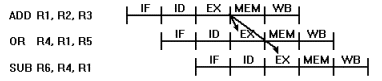 ADD R1, R2, R3 IF ID EX MEM WB
OR R4, R1, R5 IF ID EX MEM WB
SUB R6, R4, R1 IF ID EX MEM WB